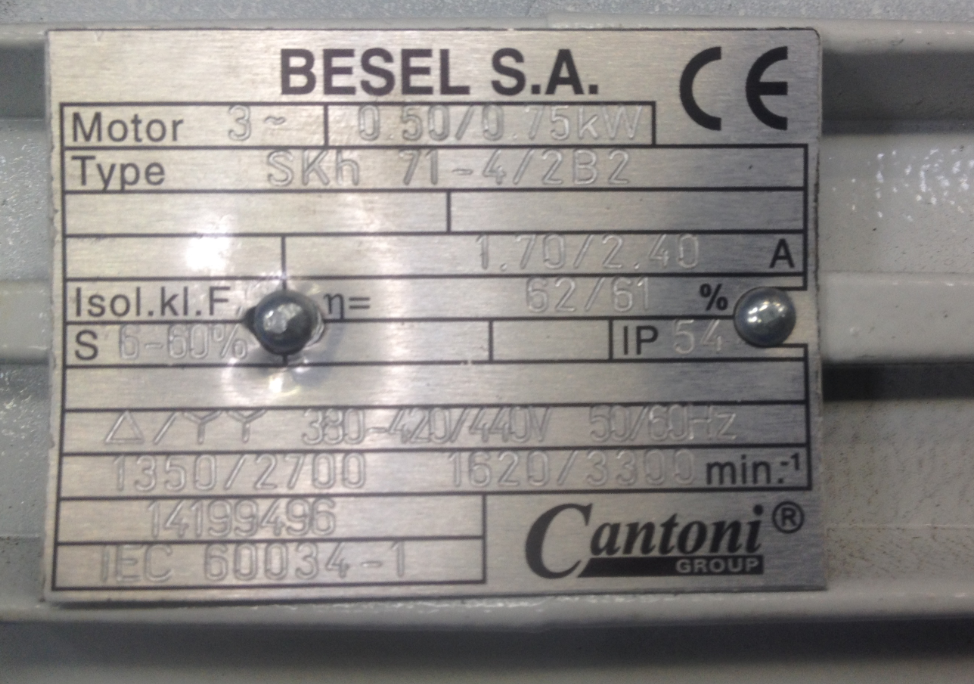 BESEL S.A. CE
Motor 3~ 0.50/0.75kW
Type SKh 71-4/2B2
1.70/2.40 A
Isol.kl.F η= 62/61 %
S 6-60% IP 54
△/YY 380-420/440V 50/60Hz
1350/2700 1620/3300 min.-1
14199496
IEC 60034-1
Cantoni®
GROUP